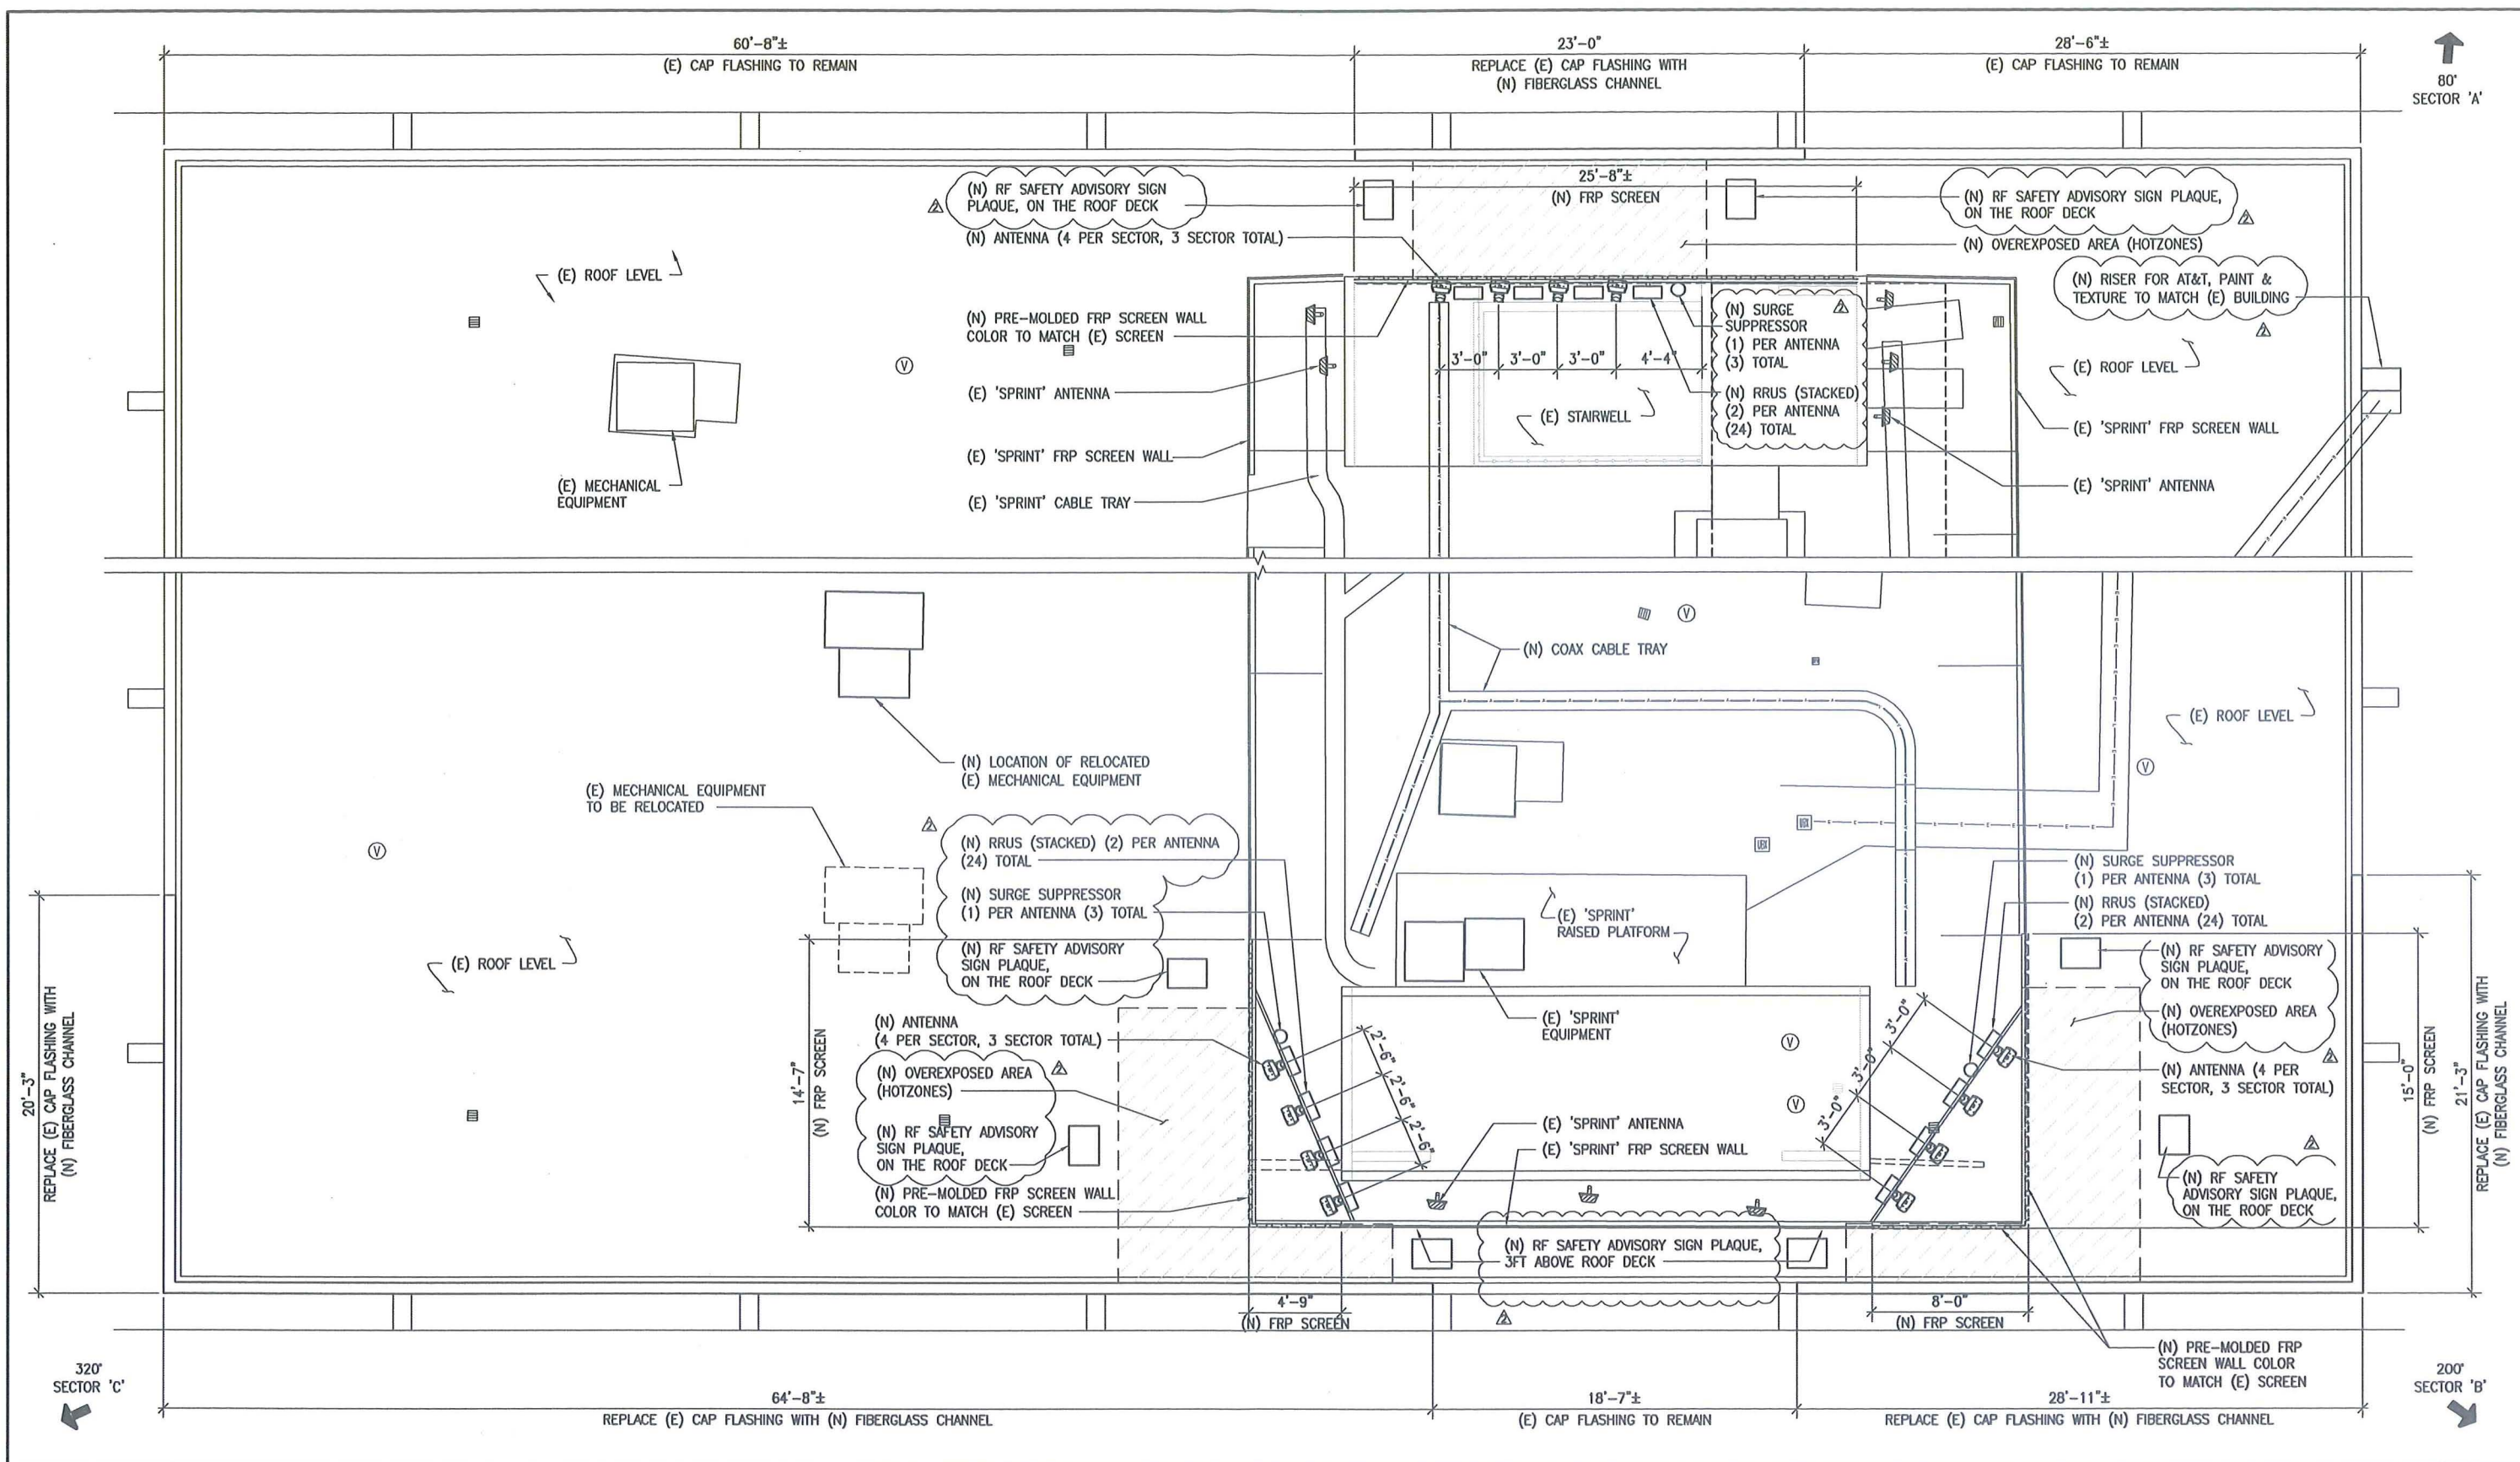 60'-8"±
(E) CAP FLASHING TO REMAIN
23'-0"
REPLACE (E) CAP FLASHING WITH
(N) FIBERGLASS CHANNEL
28'-6"±
(E) CAP FLASHING TO REMAIN
80°
SECTOR 'A'
(N) RF SAFETY ADVISORY SIGN
PLAQUE, ON THE ROOF DECK
2
(N) ANTENNA (4 PER SECTOR, 3 SECTOR TOTAL)
25'-8"±
(N) FRP SCREEN
(N) RF SAFETY ADVISORY SIGN PLAQUE,
ON THE ROOF DECK
2
(N) OVEREXPOSED AREA (HOTZONES)
(N) RISER FOR AT&T, PAINT &
TEXTURE TO MATCH (E) BUILDING
2
(E) ROOF LEVEL
(E) MECHANICAL
EQUIPMENT
V
(N) PRE-MOLDED FRP SCREEN WALL
COLOR TO MATCH (E) SCREEN
(E) 'SPRINT' ANTENNA
(E) 'SPRINT' FRP SCREEN WALL
(E) 'SPRINT' CABLE TRAY
3'-0"
3'-0"
3'-0"
4'-4"
(E) STAIRWELL
(N) SURGE
SUPPRESSOR
(1) PER ANTENNA
(3) TOTAL
2
(N) RRUS (STACKED)
(2) PER ANTENNA
(24) TOTAL
(E) ROOF LEVEL
(E) 'SPRINT' FRP SCREEN WALL
(E) 'SPRINT' ANTENNA
V
(N) COAX CABLE TRAY
(E) ROOF LEVEL
V
(N) LOCATION OF RELOCATED
(E) MECHANICAL EQUIPMENT
(E) MECHANICAL EQUIPMENT
TO BE RELOCATED
V
2
(N) RRUS (STACKED) (2) PER ANTENNA
(24) TOTAL
(N) SURGE SUPPRESSOR
(1) PER ANTENNA (3) TOTAL
(N) RF SAFETY ADVISORY
SIGN PLAQUE,
ON THE ROOF DECK
(E) ROOF LEVEL
(E) 'SPRINT'
RAISED PLATFORM
(E) 'SPRINT'
EQUIPMENT
(N) SURGE SUPPRESSOR
(1) PER ANTENNA (3) TOTAL
(N) RRUS (STACKED)
(2) PER ANTENNA (24) TOTAL
(N) RF SAFETY ADVISORY
SIGN PLAQUE,
ON THE ROOF DECK
(N) OVEREXPOSED AREA
(HOTZONES)
2
(N) ANTENNA (4 PER
SECTOR, 3 SECTOR TOTAL)
2
(N) RF SAFETY
ADVISORY SIGN PLAQUE,
ON THE ROOF DECK
20'-3"
REPLACE (E) CAP FLASHING WITH
(N) FIBERGLASS CHANNEL
14'-7"
(N) FRP SCREEN
(N) ANTENNA
(4 PER SECTOR, 3 SECTOR TOTAL)
(N) OVEREXPOSED AREA
(HOTZONES)
2
(N) RF SAFETY ADVISORY
SIGN PLAQUE,
ON THE ROOF DECK
(N) PRE-MOLDED FRP SCREEN WALL
COLOR TO MATCH (E) SCREEN
2'-6"
2'-6"
2'-6"
3'-0"
3'-0"
3'-0"
V
V
(E) 'SPRINT' ANTENNA
(E) 'SPRINT' FRP SCREEN WALL
(N) RF SAFETY ADVISORY SIGN PLAQUE,
3FT ABOVE ROOF DECK
2
15'-0"
(N) FRP SCREEN
21'-3"
REPLACE (E) CAP FLASHING WITH
(N) FIBERGLASS CHANNEL
4'-9"
(N) FRP SCREEN
8'-0"
(N) FRP SCREEN
(N) PRE-MOLDED FRP
SCREEN WALL COLOR
TO MATCH (E) SCREEN
320°
SECTOR 'C'
64'-8"±
REPLACE (E) CAP FLASHING WITH (N) FIBERGLASS CHANNEL
18'-7"±
(E) CAP FLASHING TO REMAIN
28'-11"±
REPLACE (E) CAP FLASHING WITH (N) FIBERGLASS CHANNEL
200°
SECTOR 'B'